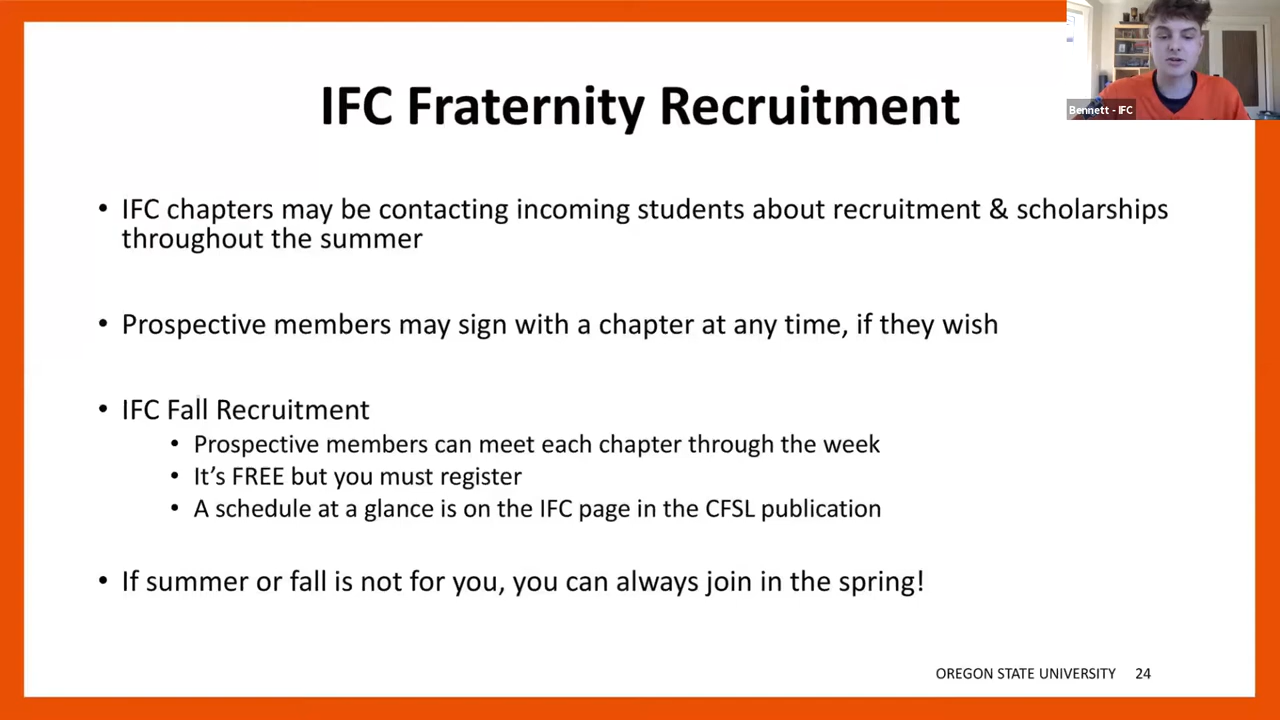 IFC Fraternity Recruitment
Bennett - IFC
• IFC chapters may be contacting incoming students about recruitment & scholarships
throughout the summer
• Prospective members may sign with a chapter at any time, if they wish
• IFC Fall Recruitment
• Prospective members can meet each chapter through the week
• It’s FREE but you must register
• A schedule at a glance is on the IFC page in the CFSL publication
• If summer or fall is not for you, you can always join in the spring!
OREGON STATE UNIVERSITY 24